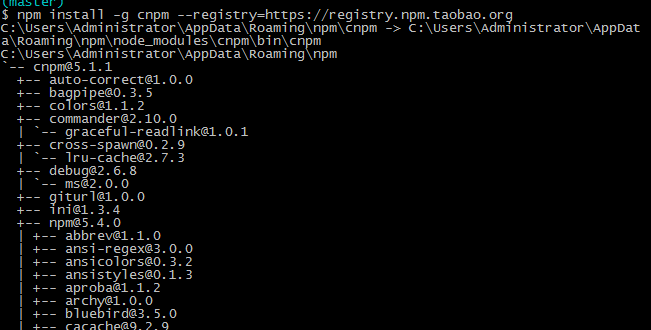 (master)
$ npm install -g cnpm --registry=https://registry.npm.taobao.org
C:\Users\Administrator\AppData\Roaming\npm\cnpm -> C:\Users\Administrator\AppDat
a\Roaming\npm\node_modules\cnpm\bin\cnpm
C:\Users\Administrator\AppData\Roaming\npm
`-- cnpm@5.1.1
  +-- auto-correct@1.0.0
  +-- bagpipe@0.3.5
  +-- colors@1.1.2
  +-- commander@2.10.0
  | `-- graceful-readlink@1.0.1
  +-- cross-spawn@0.2.9
  | `-- lru-cache@2.7.3
  +-- debug@2.6.8
  | `-- ms@2.0.0
  +-- giturl@1.0.0
  +-- ini@1.3.4
  +-- npm@5.4.0
  | +-- abbrev@1.1.0
  | +-- ansi-regex@3.0.0
  | +-- ansicolors@0.3.2
  | +-- ansistyles@0.1.3
  | +-- aproba@1.1.2
  | +-- archy@1.0.0
  | +-- bluebird@3.5.0
  | +-- cacache@9.2.9